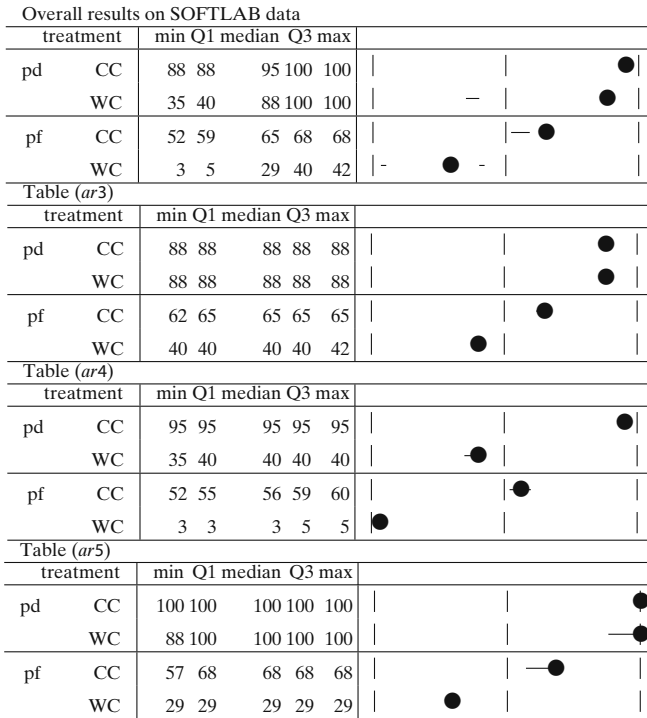 Overall results on SOFTLAB data
treatment min Q1 median Q3 max
pd CC 88 88 95 100 100
WC 35 40 88 100 100
pf CC 52 59 65 68 68
WC 3 5 29 40 42
Table (ar3)
treatment min Q1 median Q3 max
pd CC 88 88 88 88 88
WC 88 88 88 88 88
pf CC 62 65 65 65 65
WC 40 40 40 40 42
Table (ar4)
treatment min Q1 median Q3 max
pd CC 95 95 95 95 95
WC 35 40 40 40 40
pf CC 52 55 56 59 60
WC 3 3 3 5 5
Table (ar5)
treatment min Q1 median Q3 max
pd CC 100 100 100 100 100
WC 88 100 100 100 100
pf CC 57 68 68 68 68
WC 29 29 29 29 29